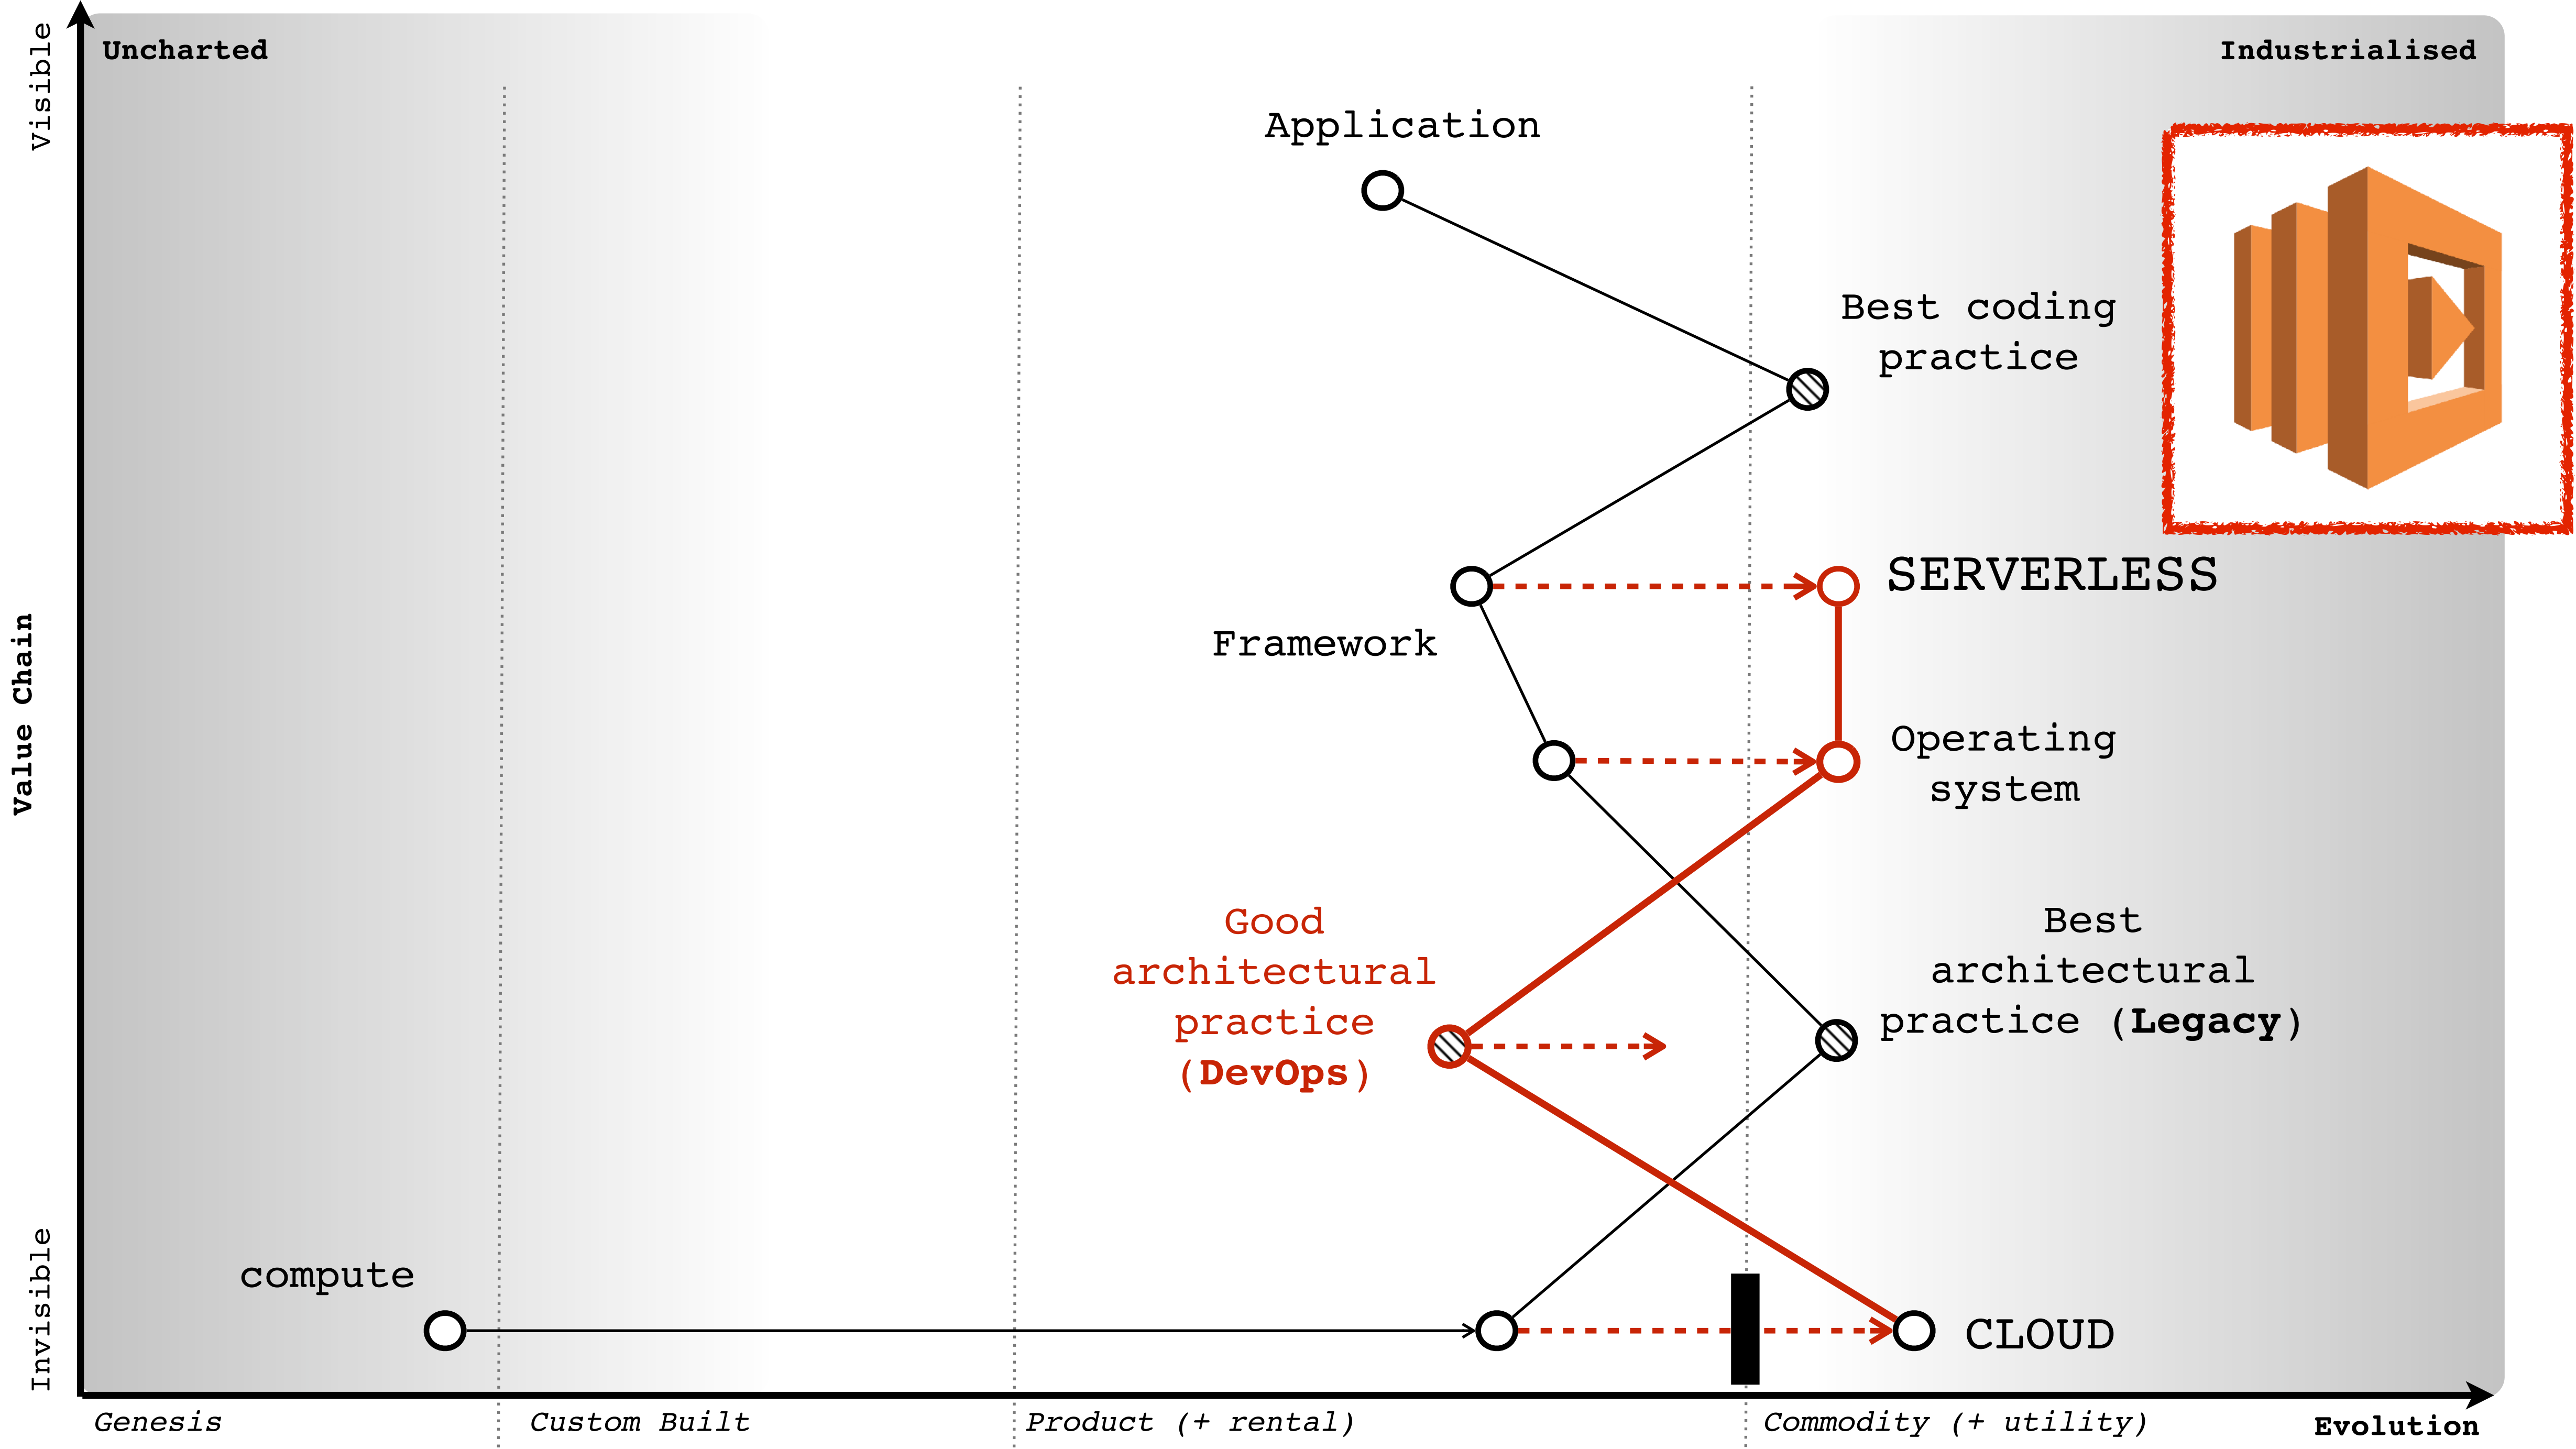 Visible
Uncharted
Industrialised
Application
Best coding
practice
SERVERLESS
Framework
Value Chain
Operating
system
Good
architectural
practice
(DevOps)
Best
architectural
practice (Legacy)
Invisible
compute
CLOUD
Genesis
Custom Built
Product (+ rental)
Commodity (+ utility)
Evolution